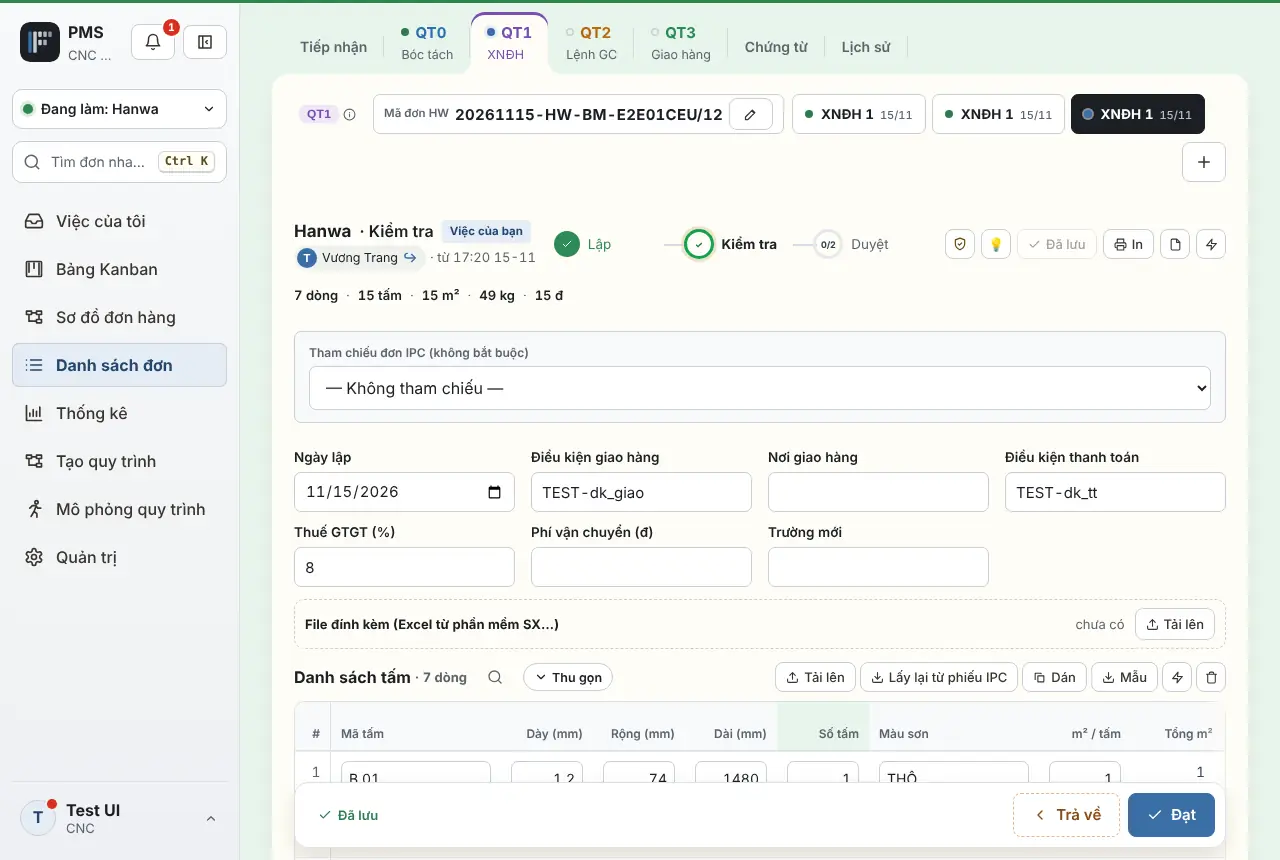 PMS
CNC ...
1
Đang làm: Hanwa
Tìm đơn nha... Ctrl K
Việc của tôi
Bảng Kanban
Sơ đồ đơn hàng
Danh sách đơn
Thống kê
Tạo quy trình
Mô phỏng quy trình
Quản trị
T Test UI
CNC
Tiếp nhận
QT0
Bóc tách
QT1
XNĐH
QT2
Lệnh GC
QT3
Giao hàng
Chứng từ
Lịch sử
QT1 Mã đơn HW 20261115-HW-BM-E2E01CEU/12 XNĐH 1 15/11 XNĐH 1 15/11 XNĐH 1 15/11
+
Hanwa · Kiểm tra Việc của bạn
T Vương Trang · từ 17:20 15-11
Lập Kiểm tra 0/2 Duyệt
Đã lưu In
7 dòng · 15 tấm · 15 m² · 49 kg · 15 đ
Tham chiếu đơn IPC (không bắt buộc)
— Không tham chiếu —
Ngày lập Điều kiện giao hàng Nơi giao hàng Điều kiện thanh toán
11/15/2026 TEST-dk_giao TEST-dk_tt
Thuế GTGT (%) Phí vận chuyển (đ) Trường mới
8
File đính kèm (Excel từ phần mềm SX...) chưa có Tải lên
Danh sách tấm · 7 dòng Thu gọn Tải lên Lấy lại từ phiếu IPC Dán Mẫu
# Mã tấm Dày (mm) Rộng (mm) Dài (mm) Số tấm Màu sơn m² / tấm Tổng m²
1 B.01 1.2 74 1480 1 THÔ 1 1
Đã lưu Trả về Đạt